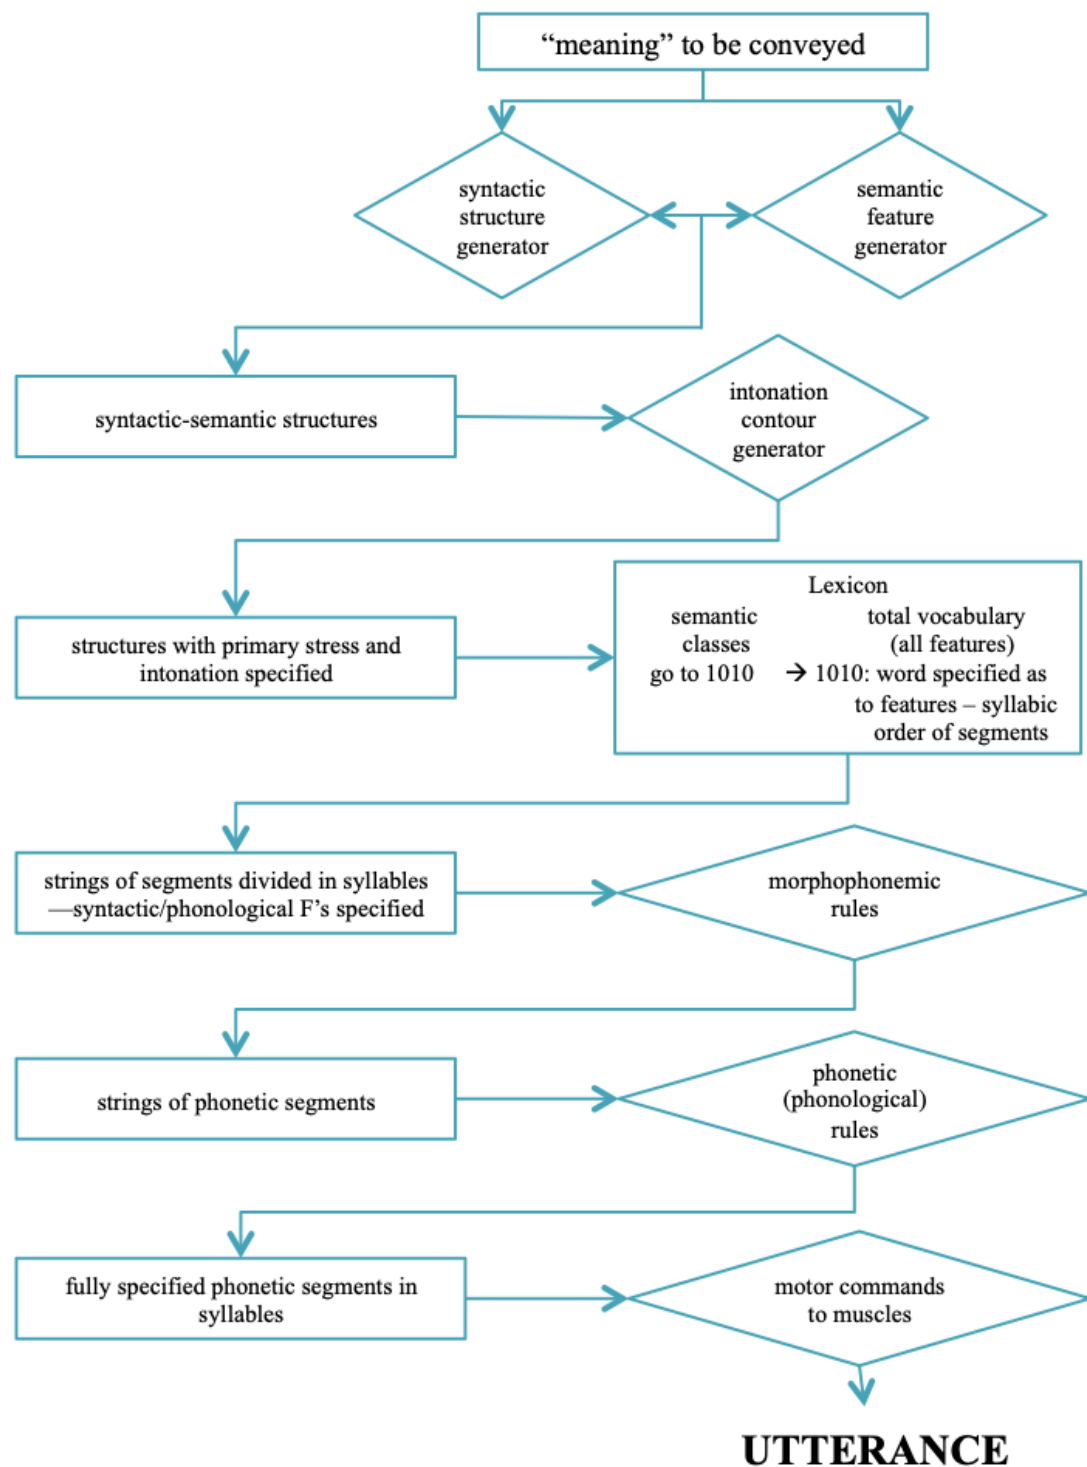 “meaning” to be conveyed
syntactic
structure
generator
semantic
feature
generator
syntactic-semantic structures
intonation
contour
generator
structures with primary stress and
intonation specified
Lexicon
semantic total vocabulary
classes (all features)
go to 1010 → 1010: word specified as
to features – syllabic
order of segments
strings of segments divided in syllables
—syntactic/phonological F’s specified
morphophonemic
rules
strings of phonetic segments
phonetic
(phonological)
rules
fully specified phonetic segments in
syllables
motor commands
to muscles
UTTERANCE